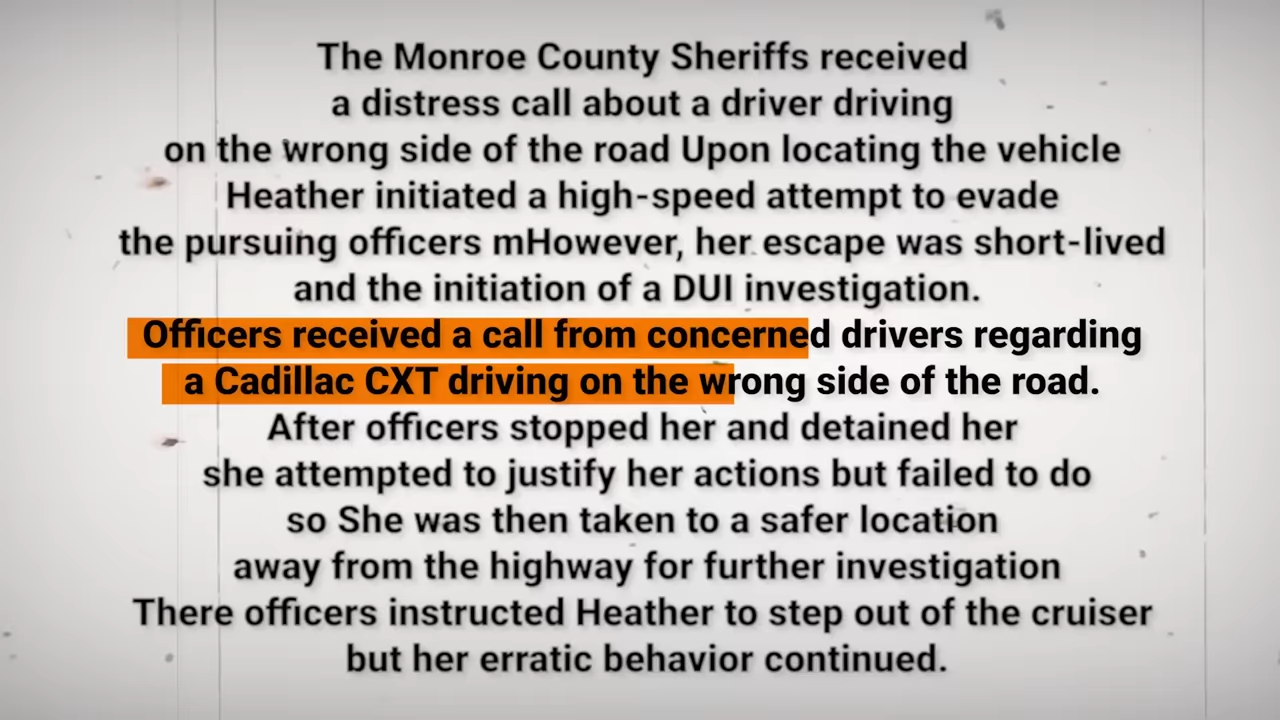 The Monroe County Sheriffs received
a distress call about a driver driving
on the wrong side of the road Upon locating the vehicle
Heather initiated a high-speed attempt to evade
the pursuing officers mHowever, her escape was short-lived
and the initiation of a DUI investigation.
Officers received a call from concerned drivers regarding
a Cadillac CXT driving on the wrong side of the road.
After officers stopped her and detained her
she attempted to justify her actions but failed to do
so She was then taken to a safer location
away from the highway for further investigation
There officers instructed Heather to step out of the cruiser
but her erratic behavior continued.